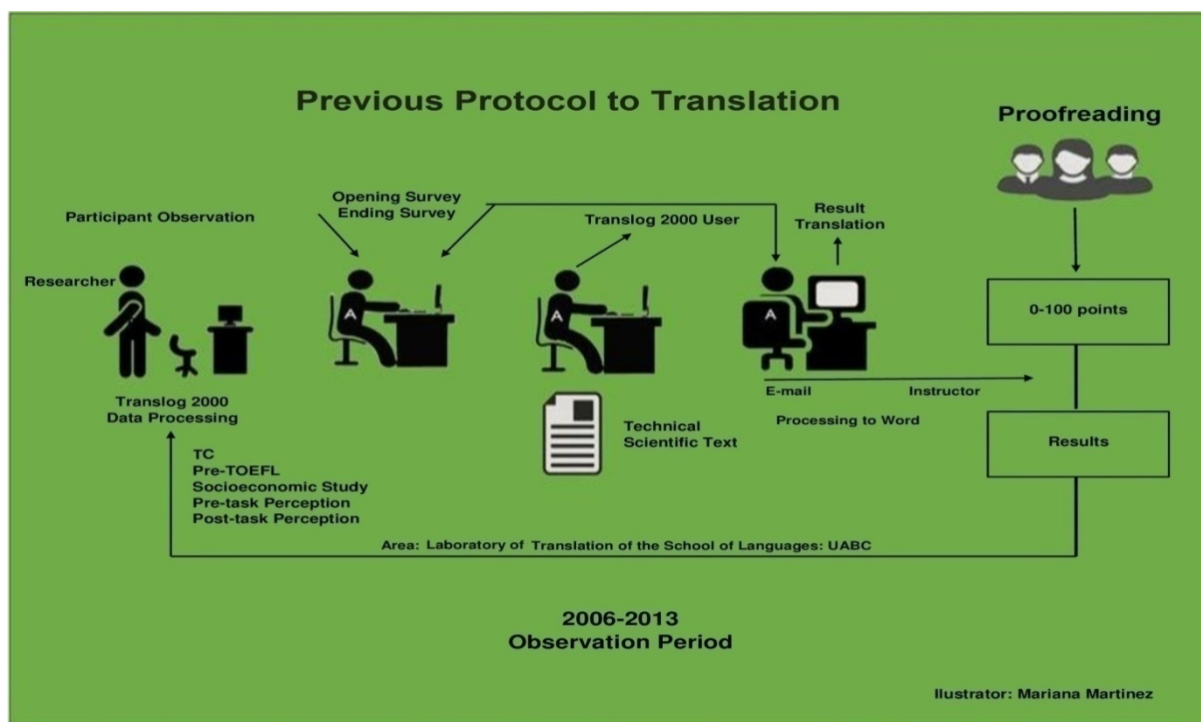 Previous Protocol to Translation
Proofreading
Participant Observation
Opening Survey
Ending Survey
Translog 2000 User
Result
Translation
Researcher
A
A
A
0-100 points
E-mail
Instructor
Processing to Word
Translog 2000
Data Processing
Technical
Scientific Text
Results
TC
Pre-TOEFL
Socioeconomic Study
Pre-task Perception
Post-task Perception
Area: Laboratory of Translation of the School of Languages: UABC
2006-2013
Observation Period
Ilustrator: Mariana Martinez